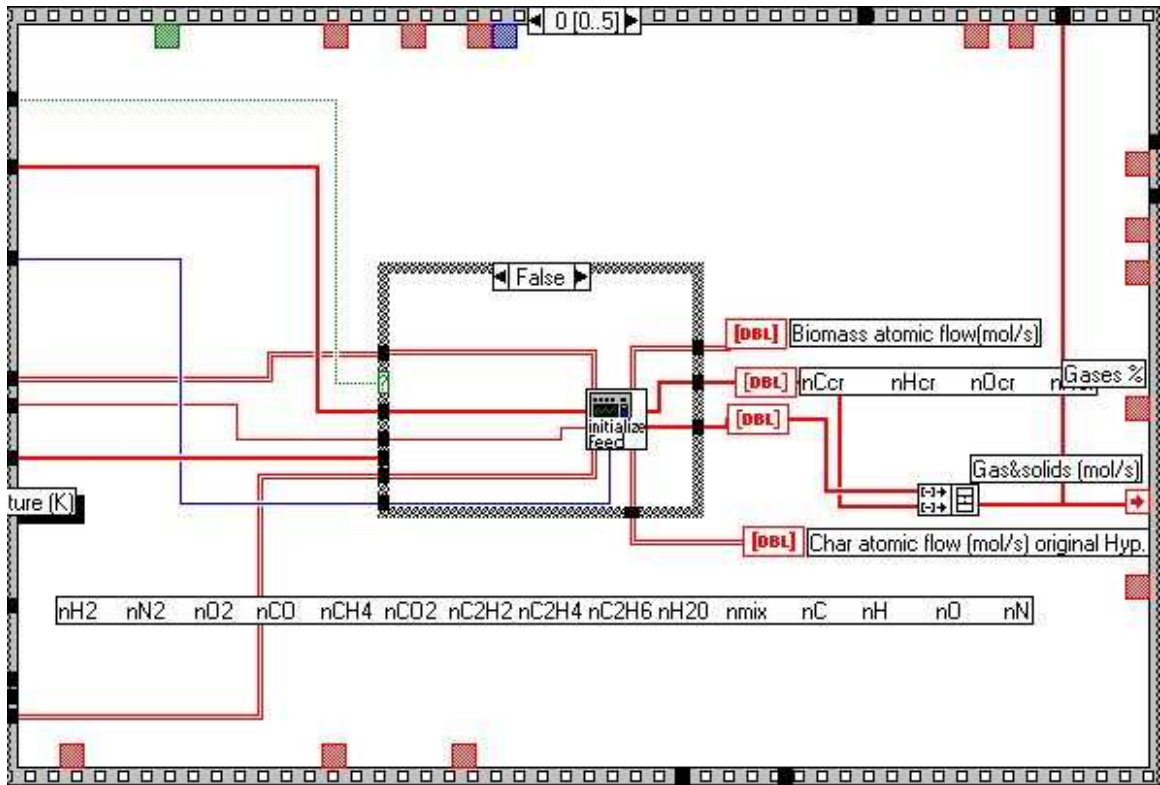 0 [0..5]
False
?
[DBL] Biomass atomic flow(mol/s)
[DBL] nCcr nHcr nOcr
Gases %
initialize
Feed
[DBL]
Gas&solids (mol/s)
ture (K)
[DBL] Char atomic flow (mol/s) original Hyp.
nH2 nN2 nO2 nCO nCH4 nCO2 nC2H2 nC2H4 nC2H6 nH20 nmix nC nH nO nN